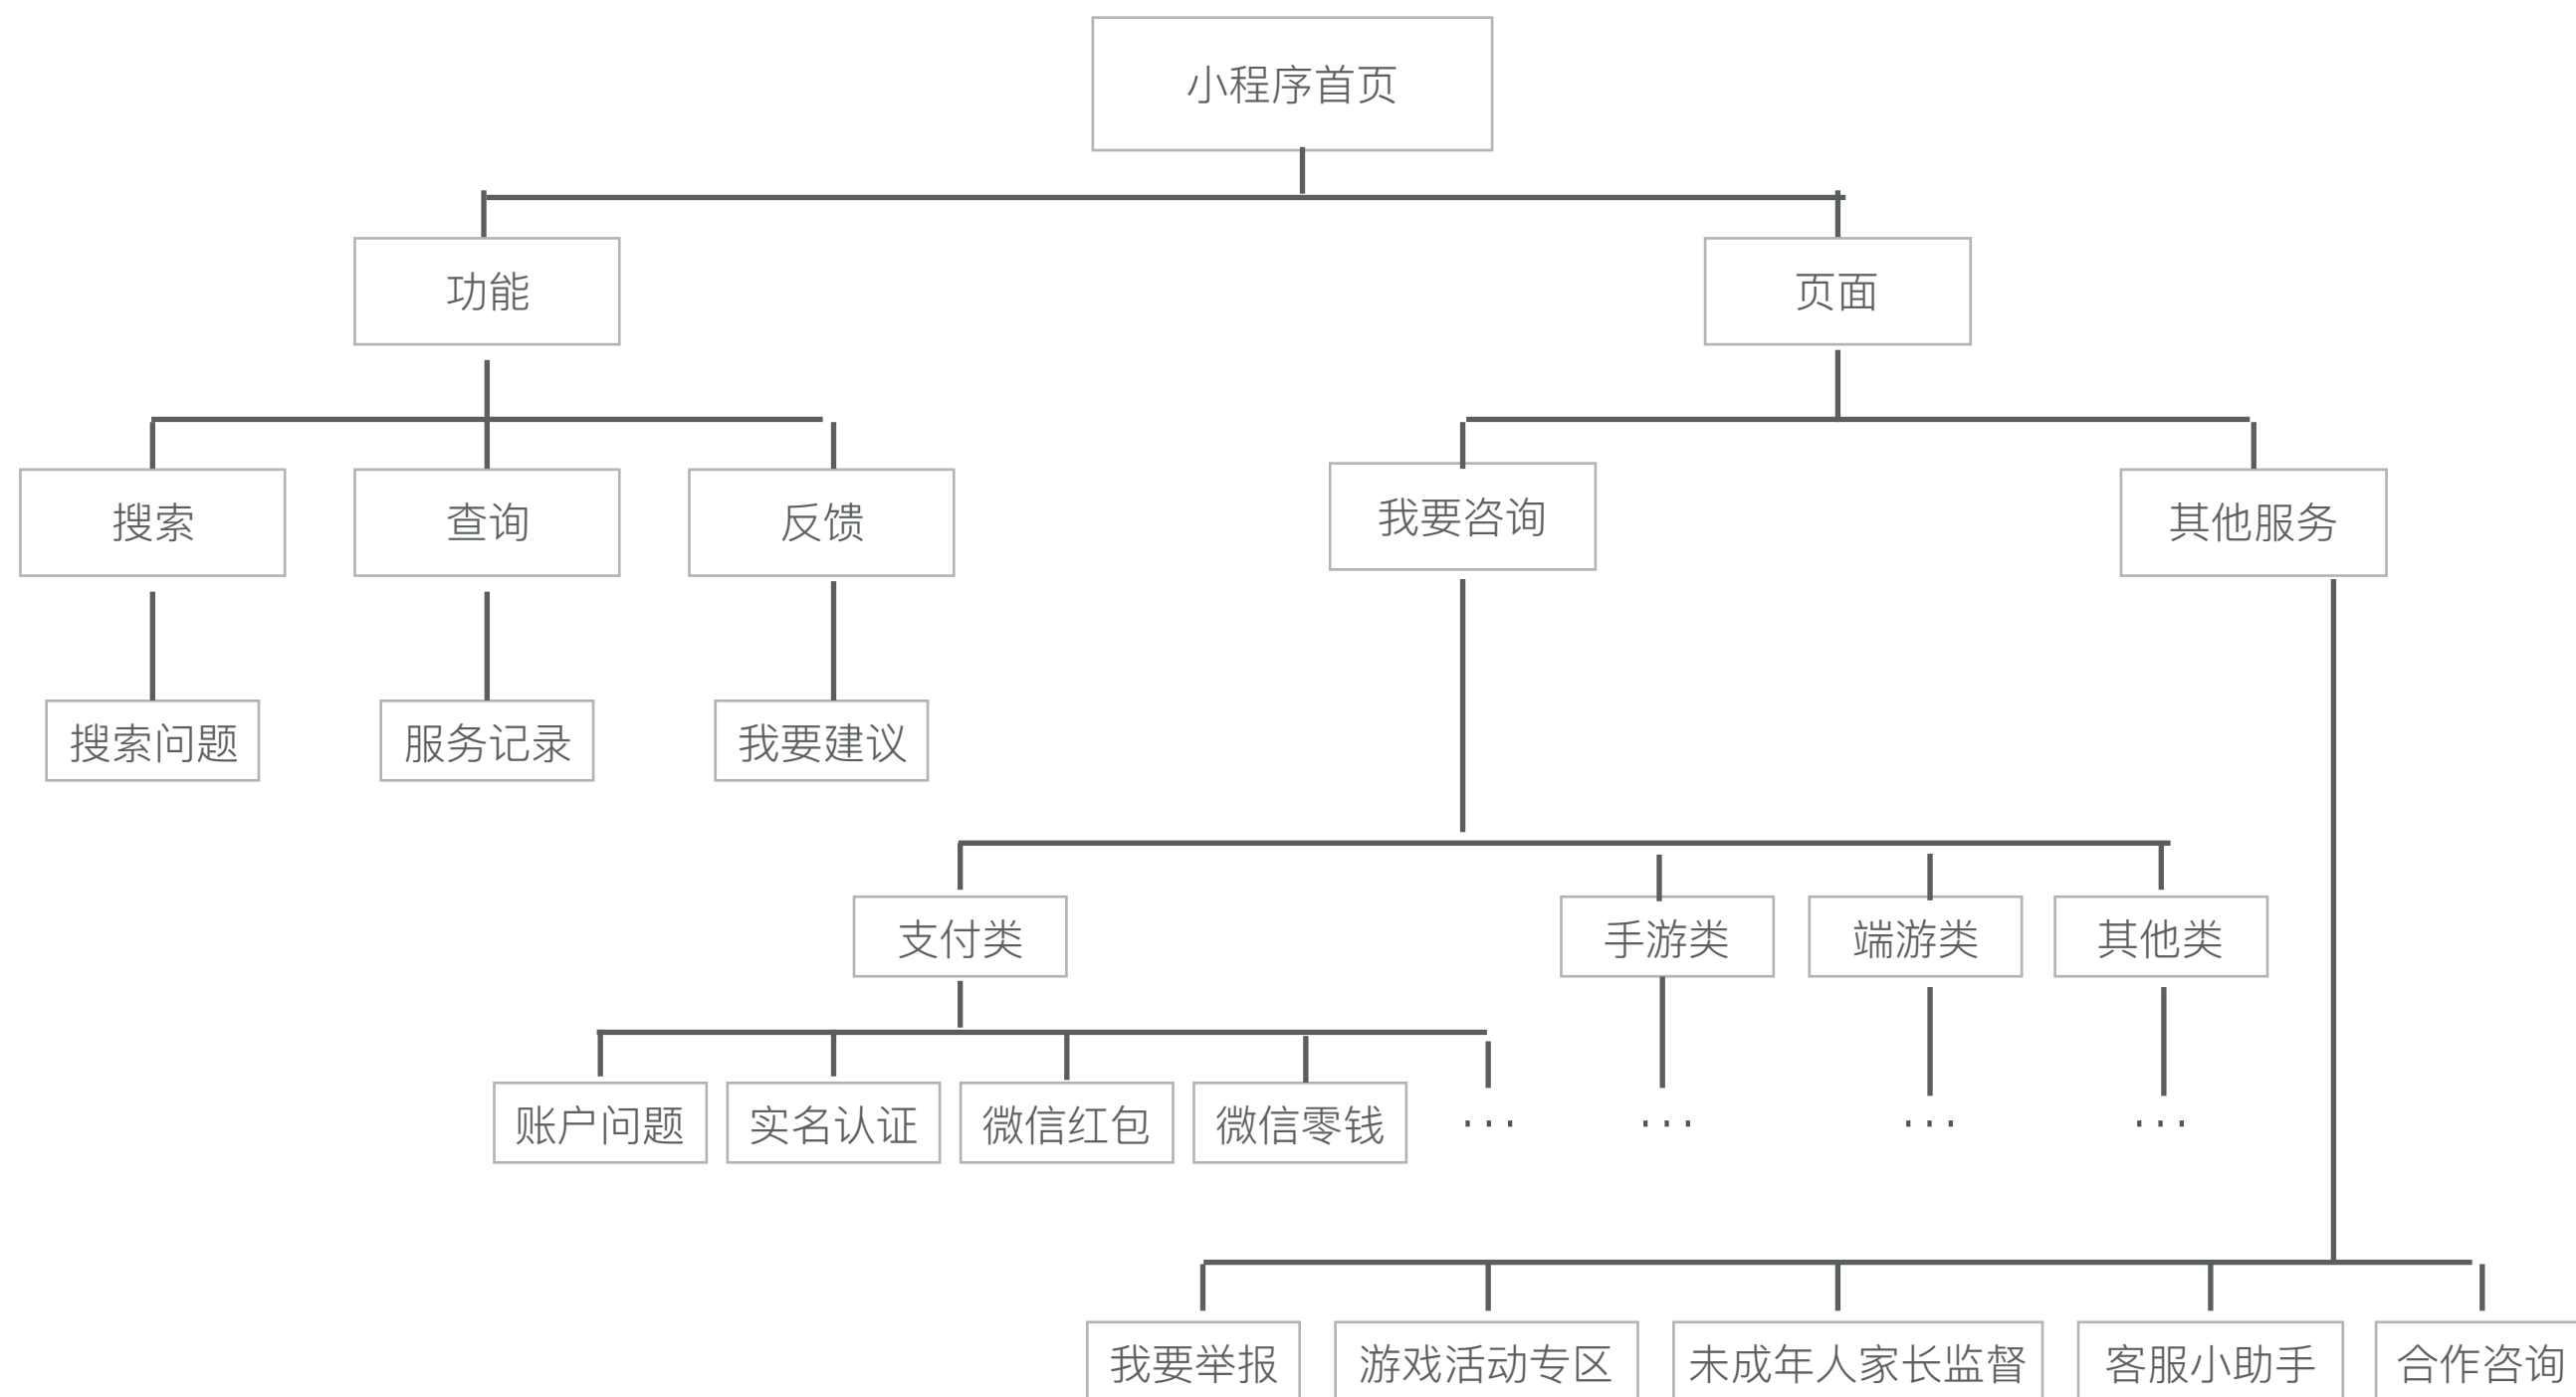 小程序首页
功能
页面
搜索
查询
反馈
我要咨询
其他服务
搜索问题
服务记录
我要建议
支付类
手游类
端游类
其他类
账户问题
实名认证
微信红包
微信零钱
...
...
...
...
我要举报
游戏活动专区
未成年人家长监督
客服小助手
合作咨询